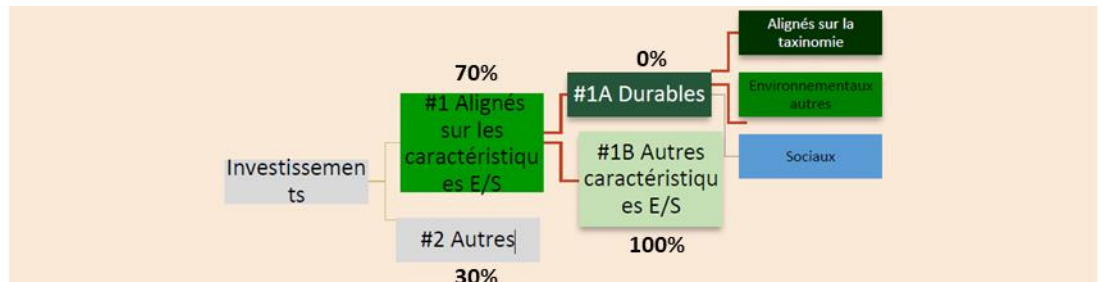 Alignés sur la
taxinomie
0%
70%
#1A Durables
Environnementaux
autres
#1 Alignés
sur les
caractéristiqu
es E/S
#1B Autres
caractéristiqu
es E/S
Sociaux
Investissemen
ts
#2 Autres
100%
30%